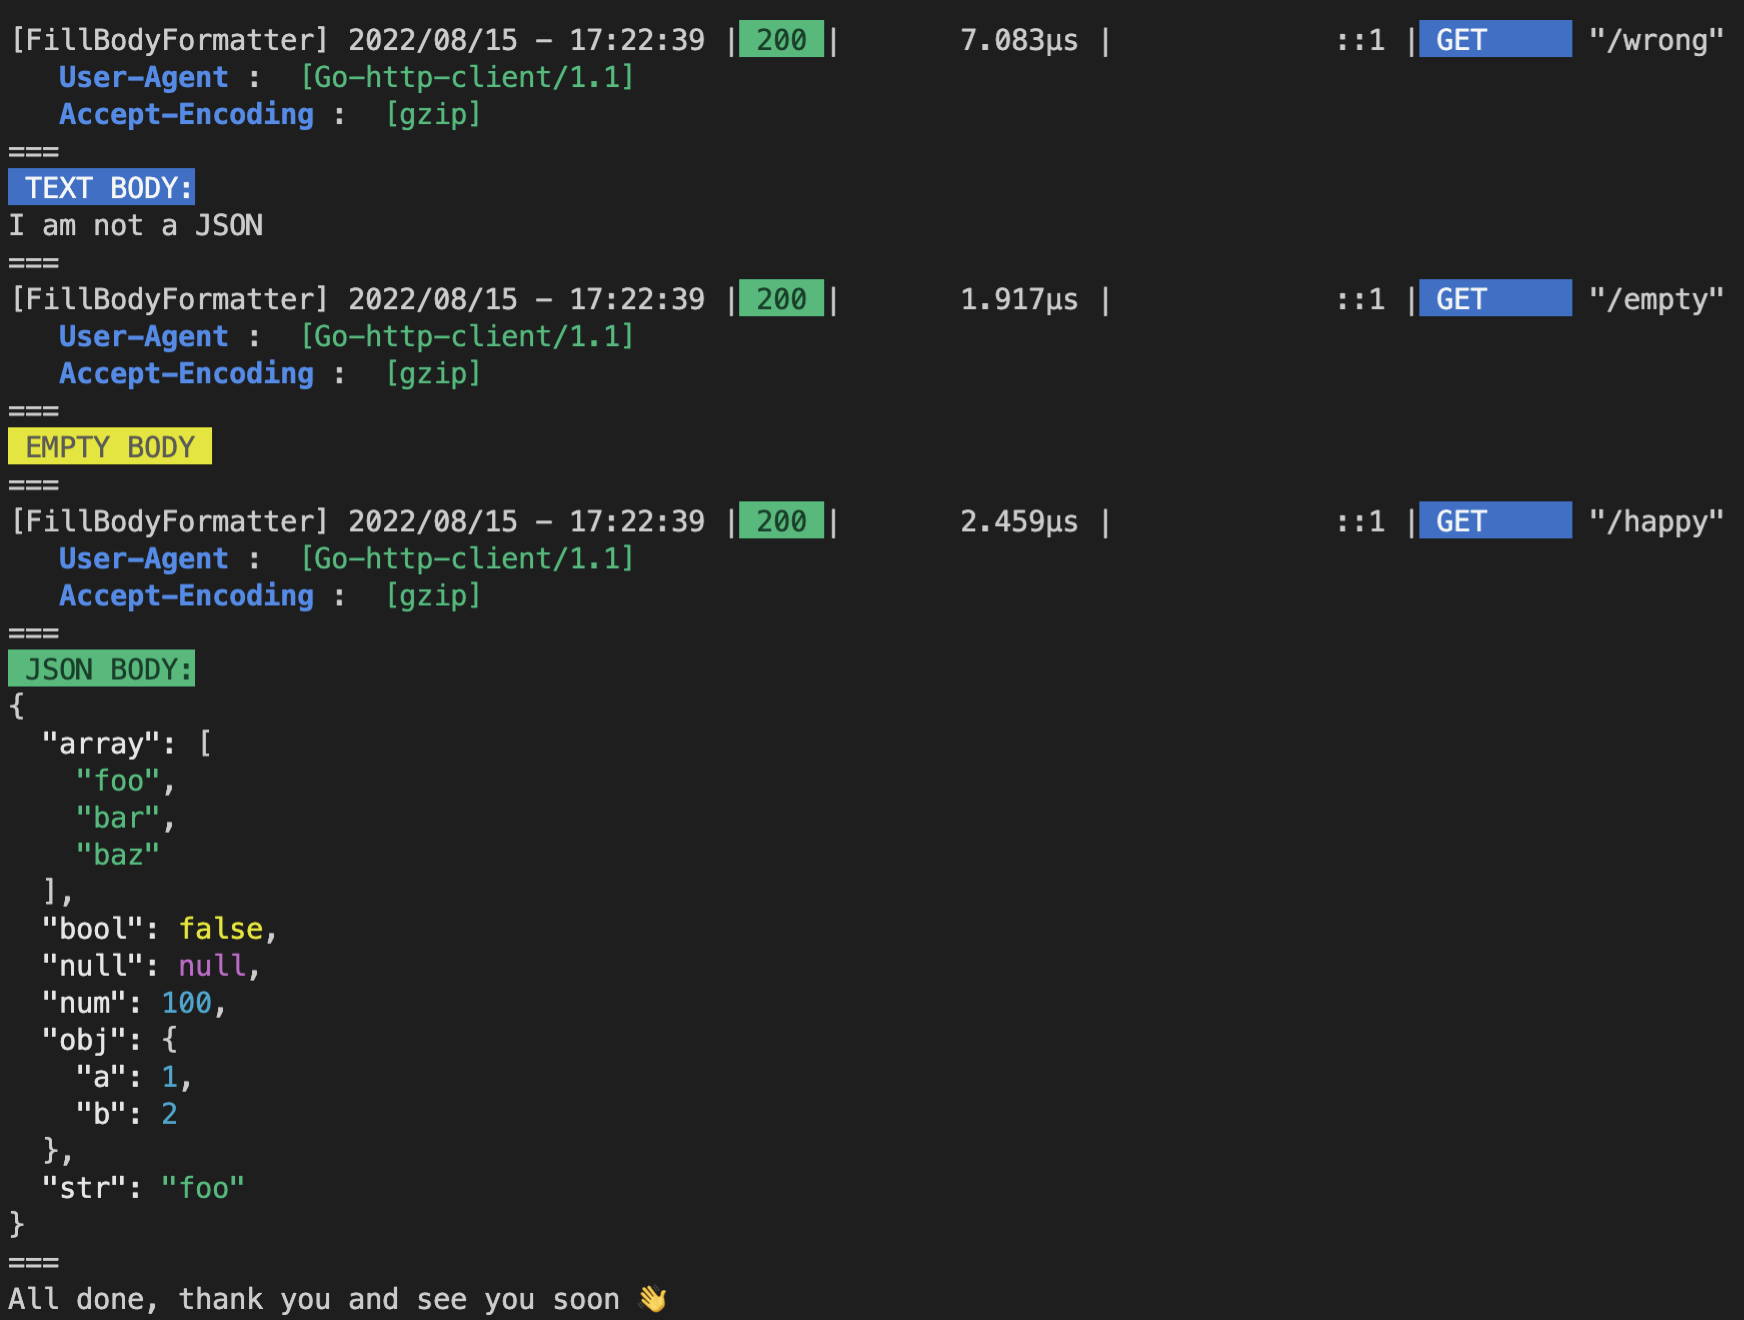 [FillBodyFormatter] 2022/08/15 – 17:22:39 | 200 |       7.083µs |             ::1 | GET      "/wrong"
   User-Agent :  [Go-http-client/1.1]
   Accept-Encoding :  [gzip]
===
 TEXT BODY:
I am not a JSON
===
[FillBodyFormatter] 2022/08/15 – 17:22:39 | 200 |       1.917µs |             ::1 | GET      "/empty"
   User-Agent :  [Go-http-client/1.1]
   Accept-Encoding :  [gzip]
===
 EMPTY BODY
===
[FillBodyFormatter] 2022/08/15 – 17:22:39 | 200 |       2.459µs |             ::1 | GET      "/happy"
   User-Agent :  [Go-http-client/1.1]
   Accept-Encoding :  [gzip]
===
 JSON BODY:
{
  "array": [
    "foo",
    "bar",
    "baz"
  ],
  "bool": false,
  "null": null,
  "num": 100,
  "obj": {
    "a": 1,
    "b": 2
  },
  "str": "foo"
}
===
All done, thank you and see you soon 👋